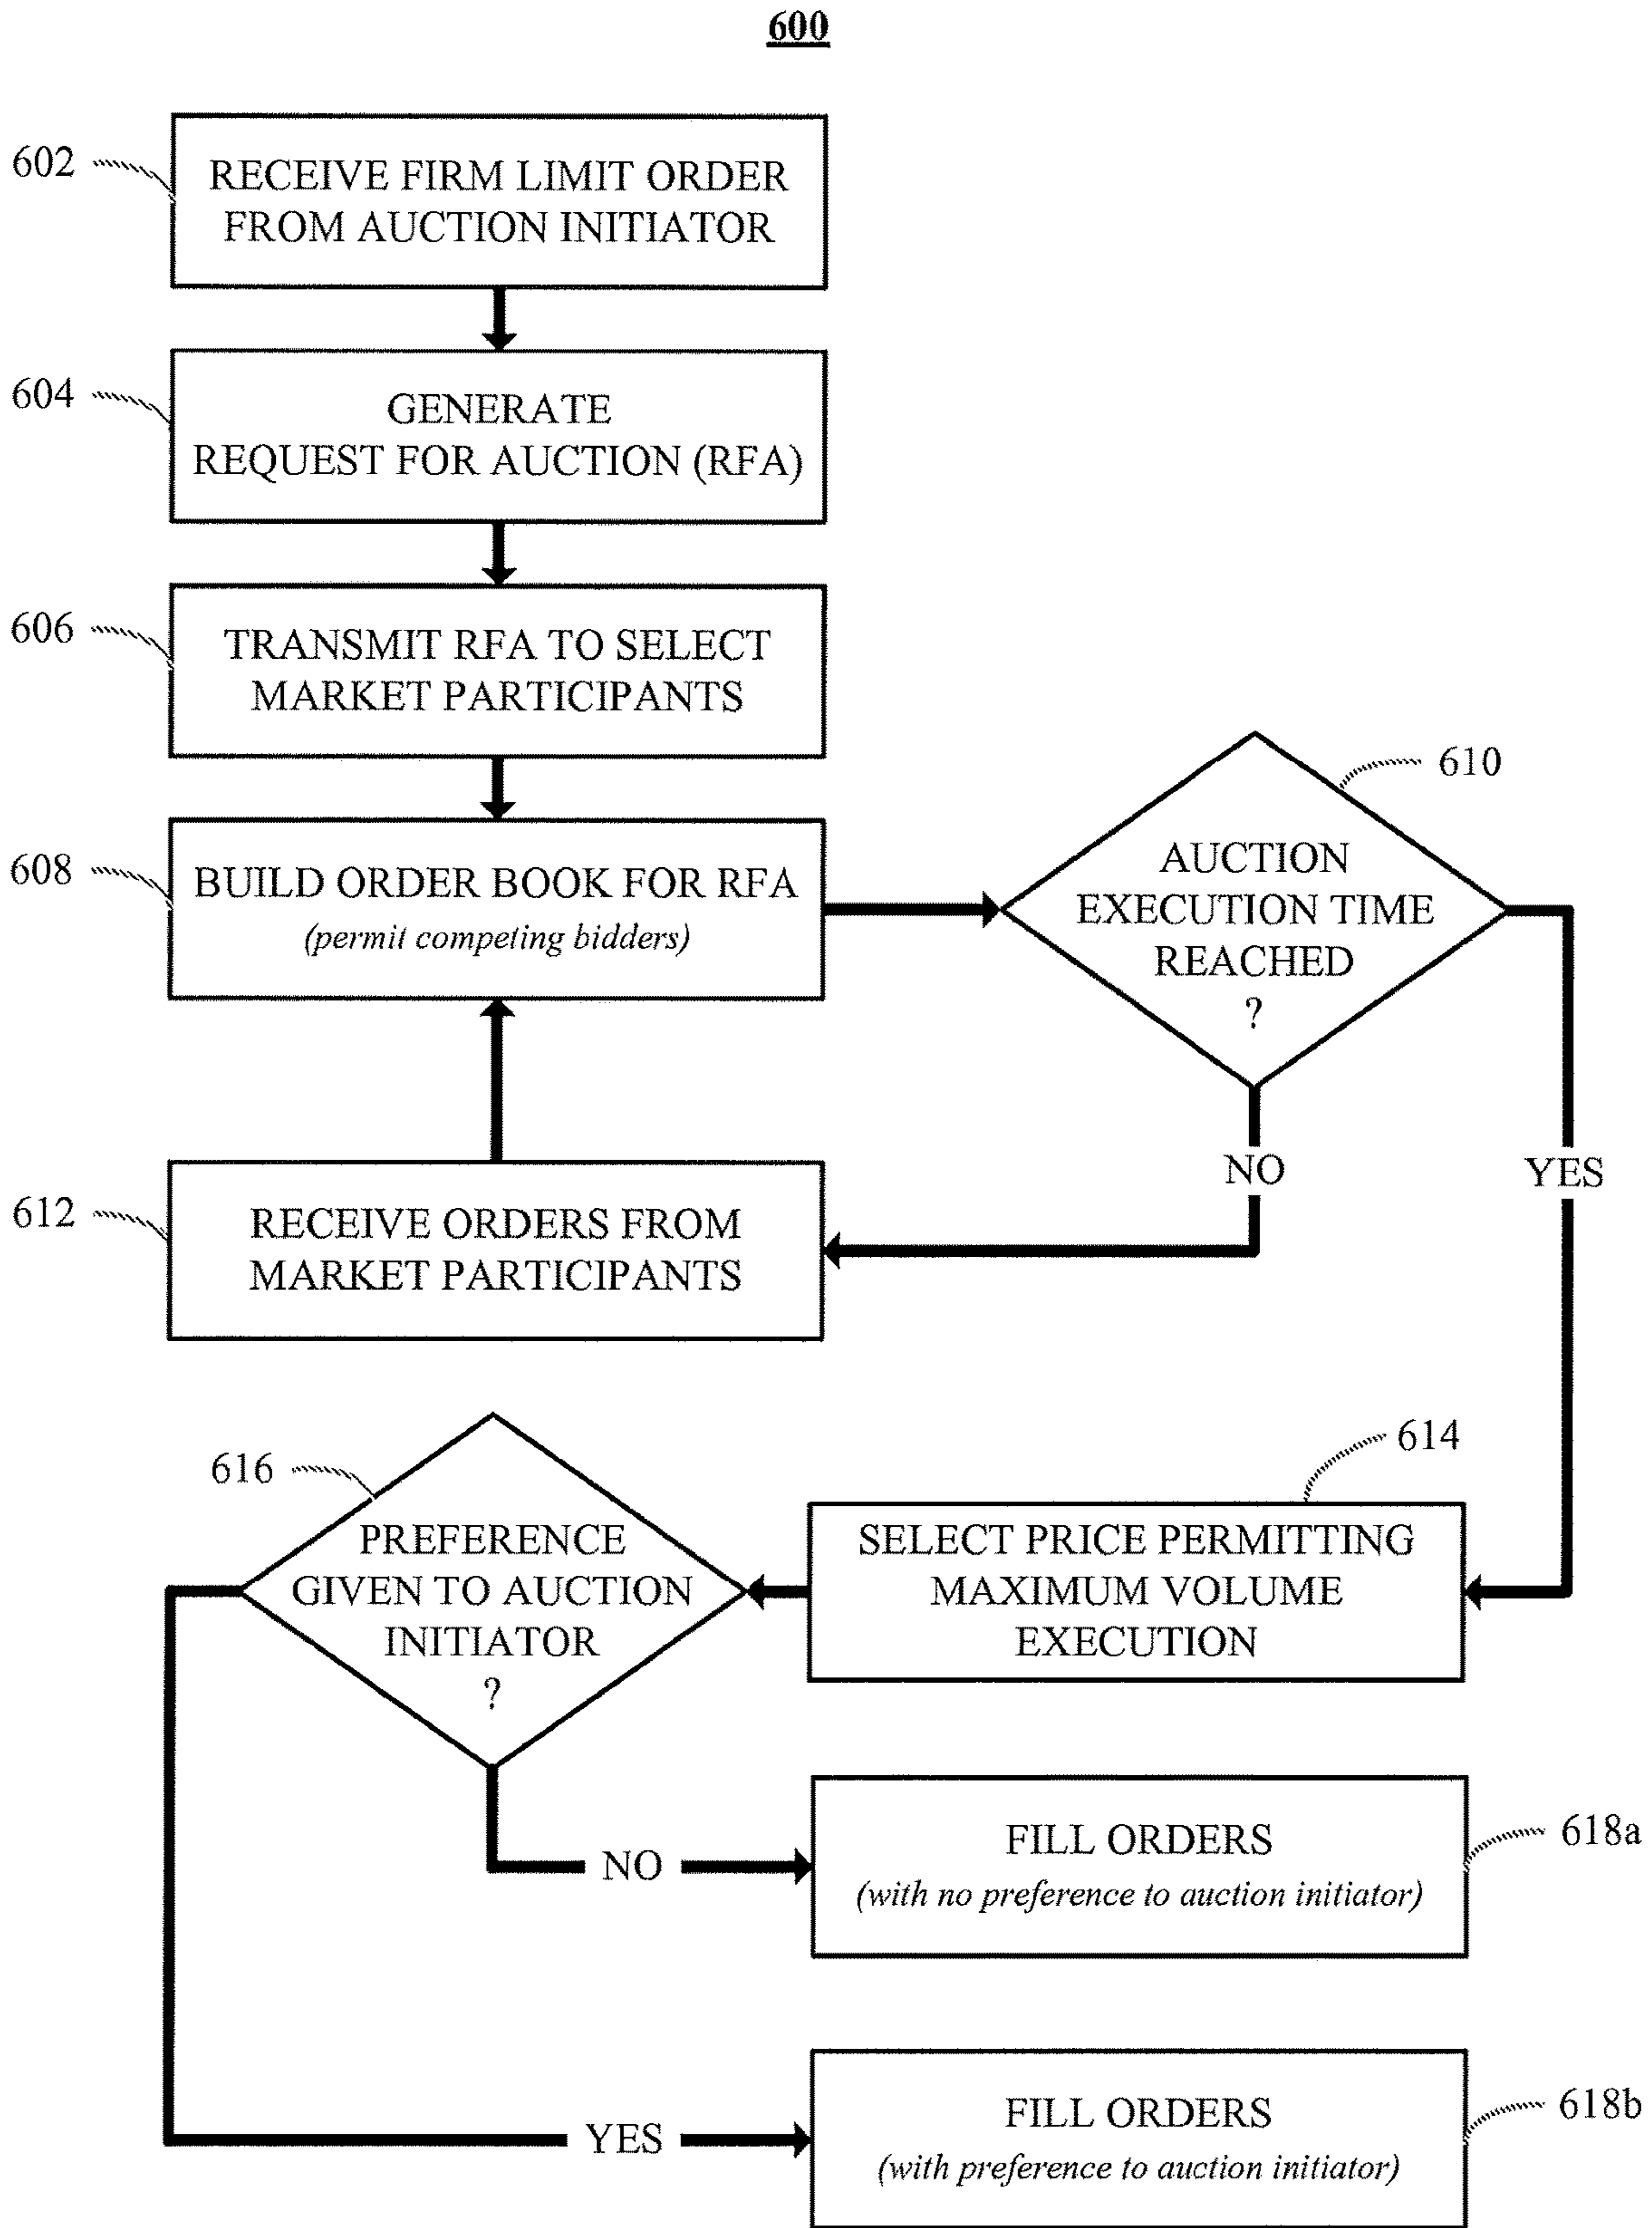 600
602
RECEIVE FIRM LIMIT ORDER
FROM AUCTION INITIATOR
604
GENERATE
REQUEST FOR AUCTION (RFA)
606
TRANSMIT RFA TO SELECT
MARKET PARTICIPANTS
608
BUILD ORDER BOOK FOR RFA
(permit competing bidders)
610
AUCTION
EXECUTION TIME
REACHED
?
NO
YES
612
RECEIVE ORDERS FROM
MARKET PARTICIPANTS
614
SELECT PRICE PERMITTING
MAXIMUM VOLUME
EXECUTION
616
PREFERENCE
GIVEN TO AUCTION
INITIATOR
?
NO
618a
FILL ORDERS
(with no preference to auction initiator)
YES
618b
FILL ORDERS
(with preference to auction initiator)